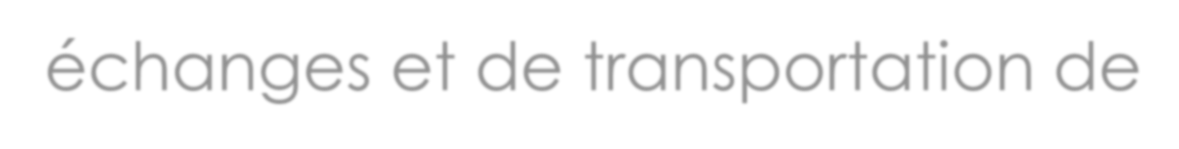 échanges et de transportation de